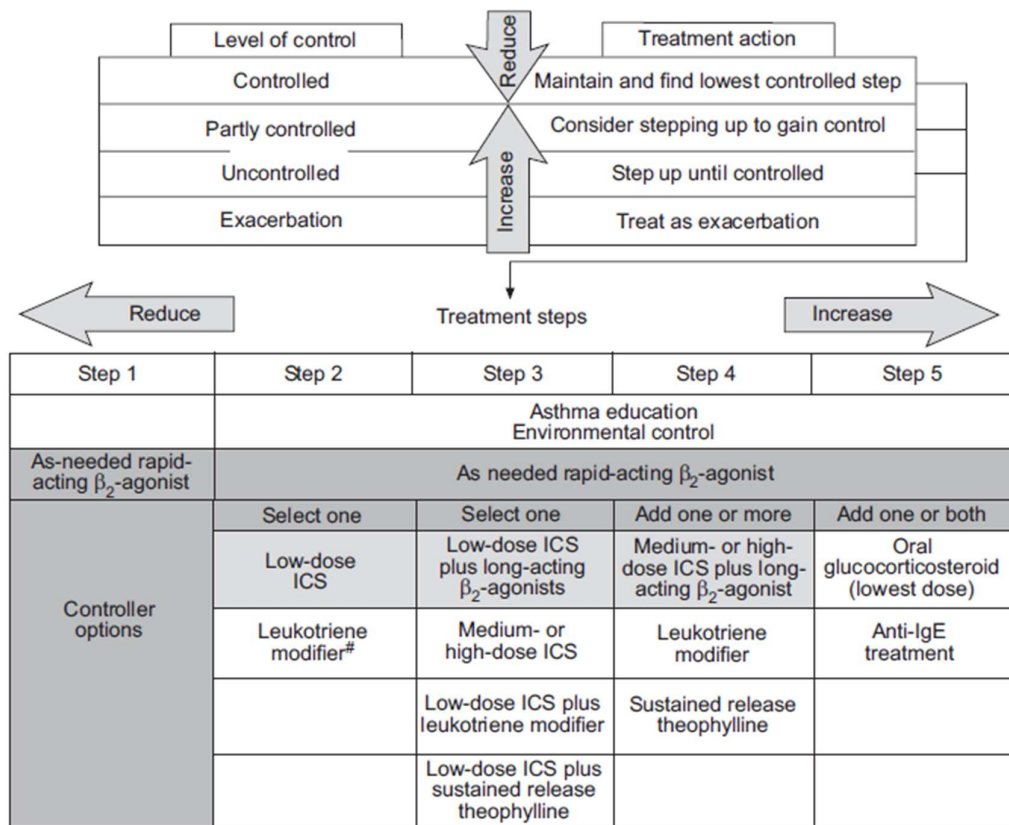 Level of control
Treatment action
Reduce
Controlled
Maintain and find lowest controlled step
Partly controlled
Consider stepping up to gain control
Increase
Uncontrolled
Step up until controlled
Exacerbation
Treat as exacerbation
Reduce
Treatment steps
Increase
Step 1
Step 2
Step 3
Step 4
Step 5
Asthma education
Environmental control
As-needed rapid-
acting β2-agonist
As needed rapid-acting β2-agonist
Controller
options
Select one
Select one
Add one or more
Add one or both
Low-dose
ICS
Low-dose ICS
plus long-acting
β2-agonists
Medium- or high-
dose ICS plus long-
acting β2-agonist
Oral
glucocorticosteroid
(lowest dose)
Leukotriene
modifier#
Medium- or
high-dose ICS
Leukotriene
modifier
Anti-IgE
treatment
Low-dose ICS plus
leukotriene modifier
Sustained release
theophylline
Low-dose ICS plus
sustained release
theophylline